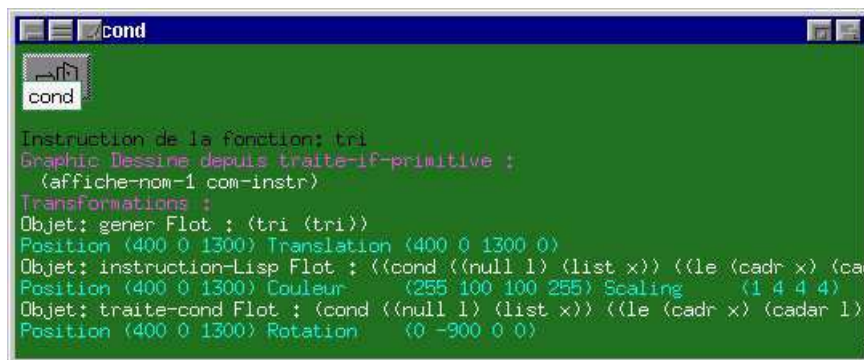 cond
cond
Instruction de la fonction: tri
Graphic Dessine depuis traite-if-primitive :
(affiche-nom-1 com-instr)
Transformations :
Objet: gener Flot : (tri (tri))
Position (400 0 1300) Translation (400 0 1300 0)
Objet: instruction-Lisp Flot : ((cond ((null l) (list x)) ((le (cadr x) (ca
Position (400 0 1300) Couleur (255 100 100 255) Scaling (1 4 4 4)
Objet: traite-cond Flot : (cond ((null l) (list x)) ((le (cadr x) (cadar l)
Position (400 0 1300) Rotation (0 -900 0 0)